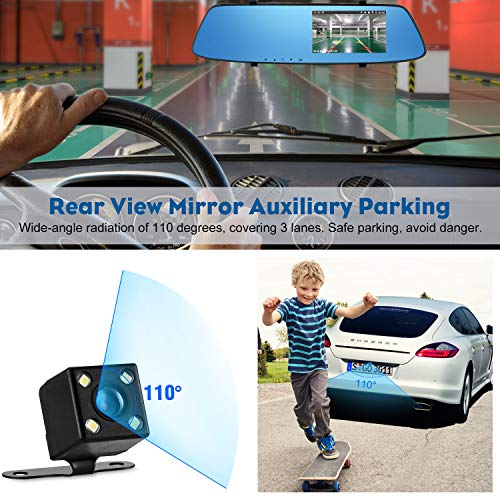 Rear View Mirror Auxiliary Parking
Wide-angle radiation of 110 degrees, covering 3 lanes. Safe parking, avoid danger.
110°
110°